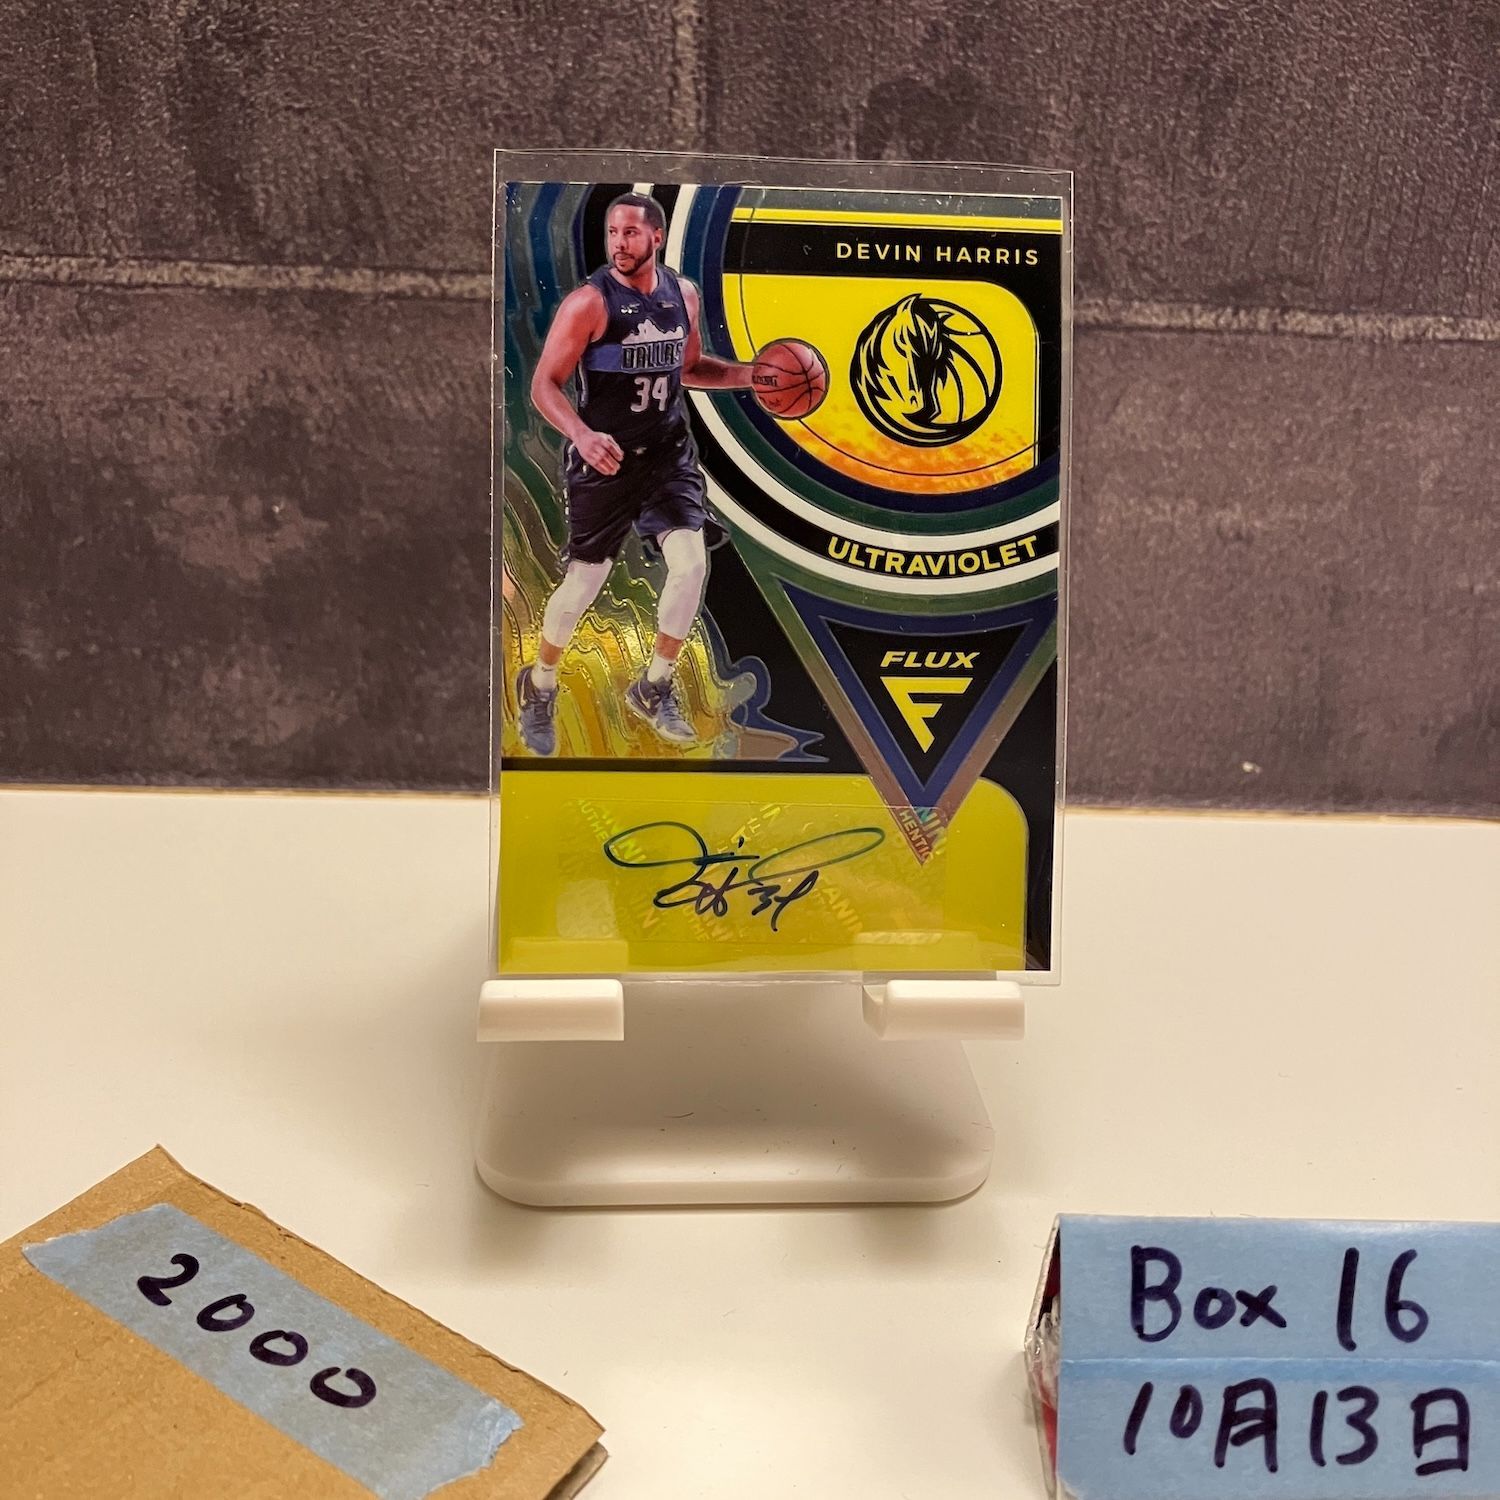 DEVIN HARRIS
DALLAS
34
ULTRAVIOLET
FLUX
F
2000
Box 16
10月13日